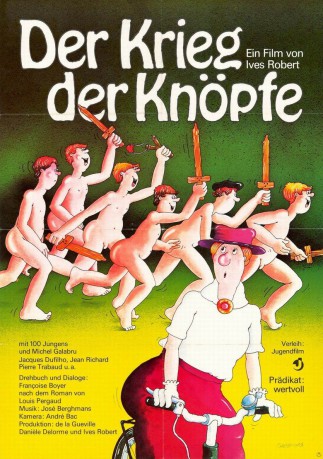 Der Krieg
der Knöpfe
Ein Film von
Ives Robert
mit 100 Jungens
und Michel Galabru
Jacques Dufilho, Jean Richard
Pierre Trabaud u.a.
Drehbuch und Dialoge:
Françoise Boyer
nach dem Roman von
Louis Pergaud
Musik: José Berghmans
Kamera: André Bac
Produktion: de la Gueville
Danièle Delorme und Ives Robert
Verleih:
Jugendfilm
Prädikat:
wertvoll